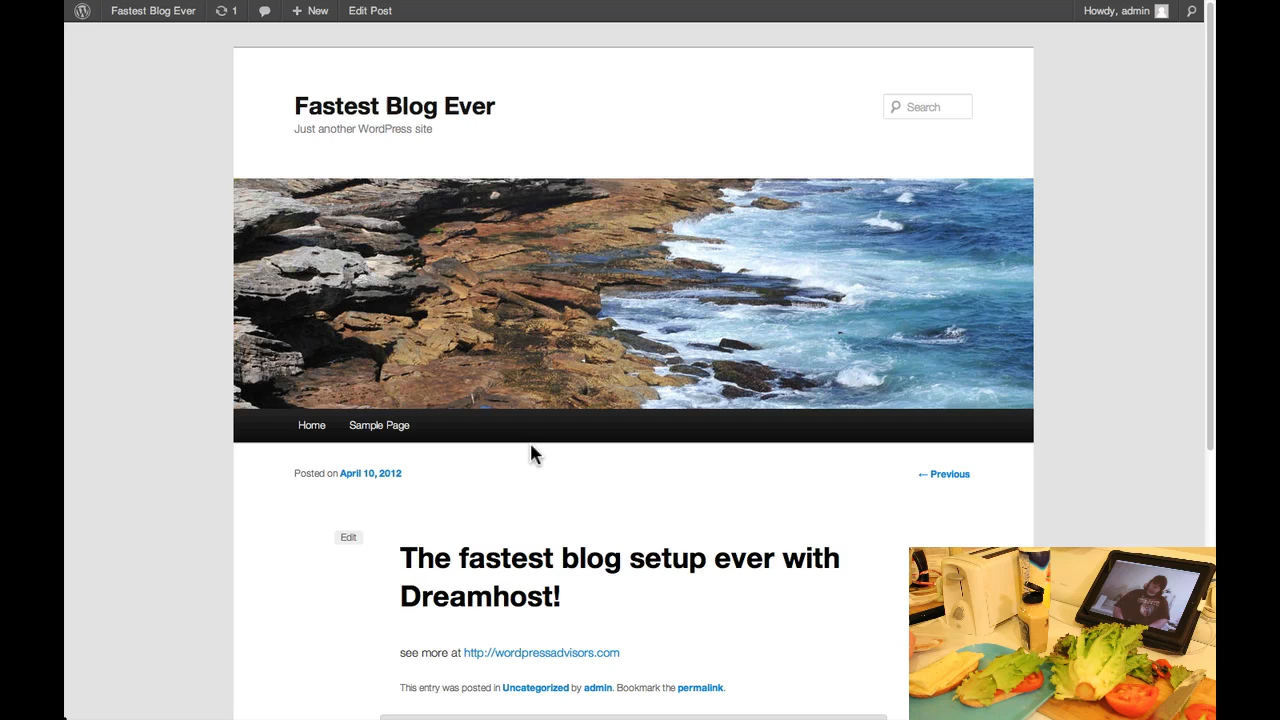 Fastest Blog Ever 1 + New Edit Post Howdy, admin
Fastest Blog Ever
Search
Just another WordPress site
Home Sample Page
Posted on April 10, 2012 ← Previous
Edit
The fastest blog setup ever with
Dreamhost!
see more at http://wordpressadvisors.com
This entry was posted in Uncategorized by admin. Bookmark the permalink.